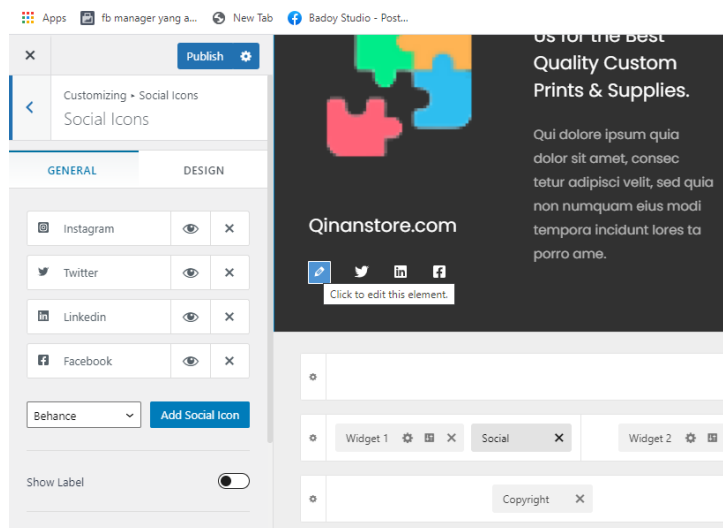 Apps fb manager yang a... New Tab Badoy Studio - Post...
Publish
Customizing ▸ Social Icons
Social Icons
GENERAL DESIGN
Instagram
Twitter
Linkedin
Facebook
Behance Add Social Icon
Show Label
Us for the Best
Quality Custom
Prints & Supplies.
Qui dolore ipsum quia
dolor sit amet, consec
tetur adipisci velit, sed quia
non numquam eius modi
tempora incidunt lores ta
porro ame.
Qinanstore.com
Click to edit this element.
Widget 1 Social Widget 2
Copyright